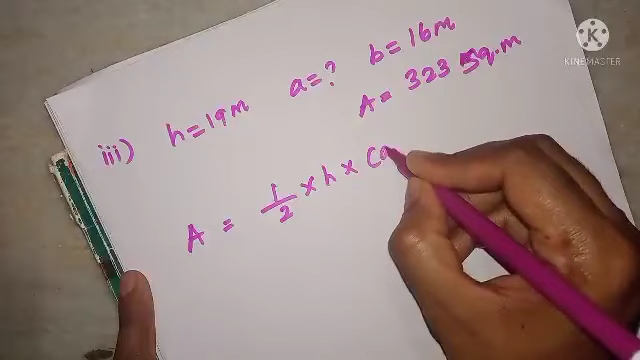 iii) h=19m a=? b=16m
A= 323 Sq.m
A = 1/2 × h × (a
KINEMASTER